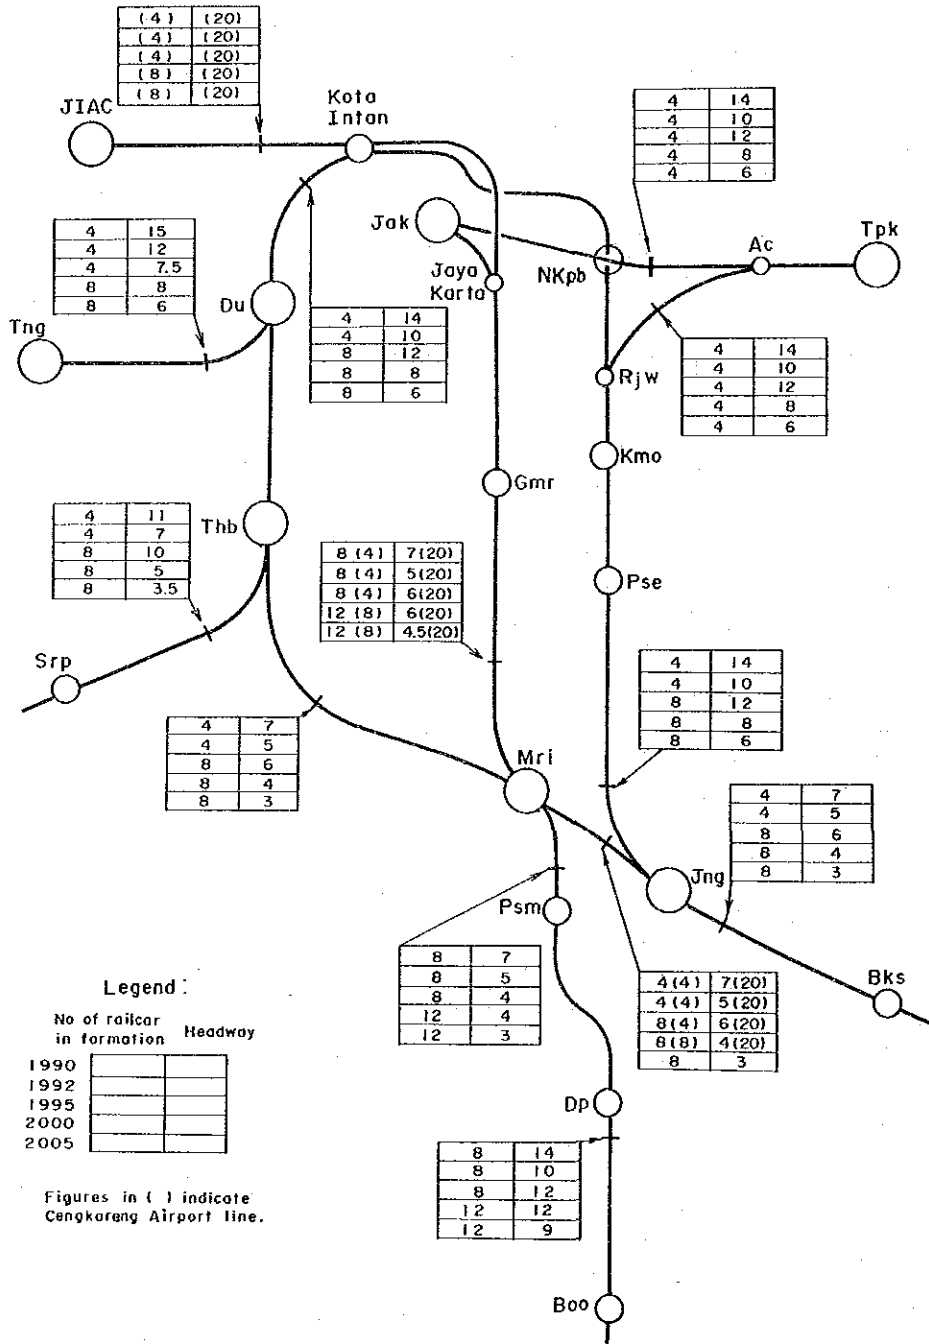 (4) (20)
(4) (20)
(4) (20)
(8) (20)
(8) (20)
JIAC
Kota
Intan
4 14
4 10
4 12
4 8
4 6
Jak
Jaya
Karta
NKpb
Ac
Tpk
4 15
4 12
4 7.5
8 8
8 6
Tng
Du
4 14
4 10
8 12
8 8
8 6
Rjw
4 14
4 10
4 12
4 8
4 6
Kmo
Gmr
Thb
4 11
4 7
8 10
8 5
8 3.5
8 (4) 7(20)
8 (4) 5(20)
8 (4) 6(20)
12 (8) 6(20)
12 (8) 4.5(20)
Pse
Srp
4 14
4 10
8 12
8 8
8 6
4 7
4 5
8 6
8 4
8 3
Mri
4 7
4 5
8 6
8 4
8 3
Jng
Psm
8 7
8 5
8 4
12 4
12 3
4(4) 7(20)
4(4) 5(20)
8(4) 6(20)
8(8) 4(20)
8 3
Bks
Legend :
No of railcar
in formation Headway
1990
1992
1995
2000
2005
Dp
8 14
8 10
8 12
12 12
12 9
Figures in ( ) indicate
Cengkareng Airport line.
Boo